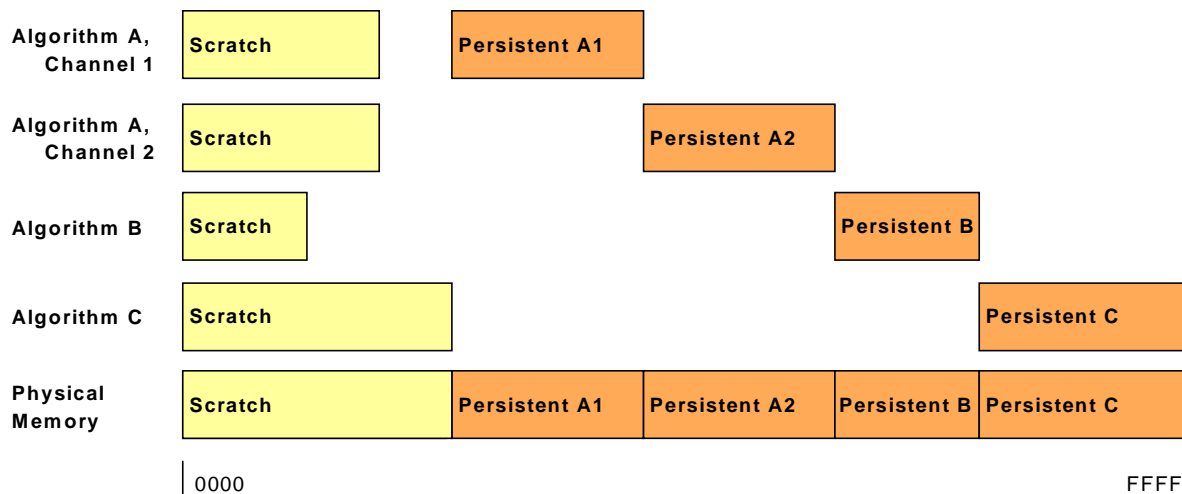 Algorithm A,
Channel 1
Scratch
Persistent A1
Algorithm A,
Channel 2
Scratch
Persistent A2
Algorithm B
Scratch
Persistent B
Algorithm C
Scratch
Persistent C
Physical
Memory
Scratch
Persistent A1
Persistent A2
Persistent B
Persistent C
0000
FFFF